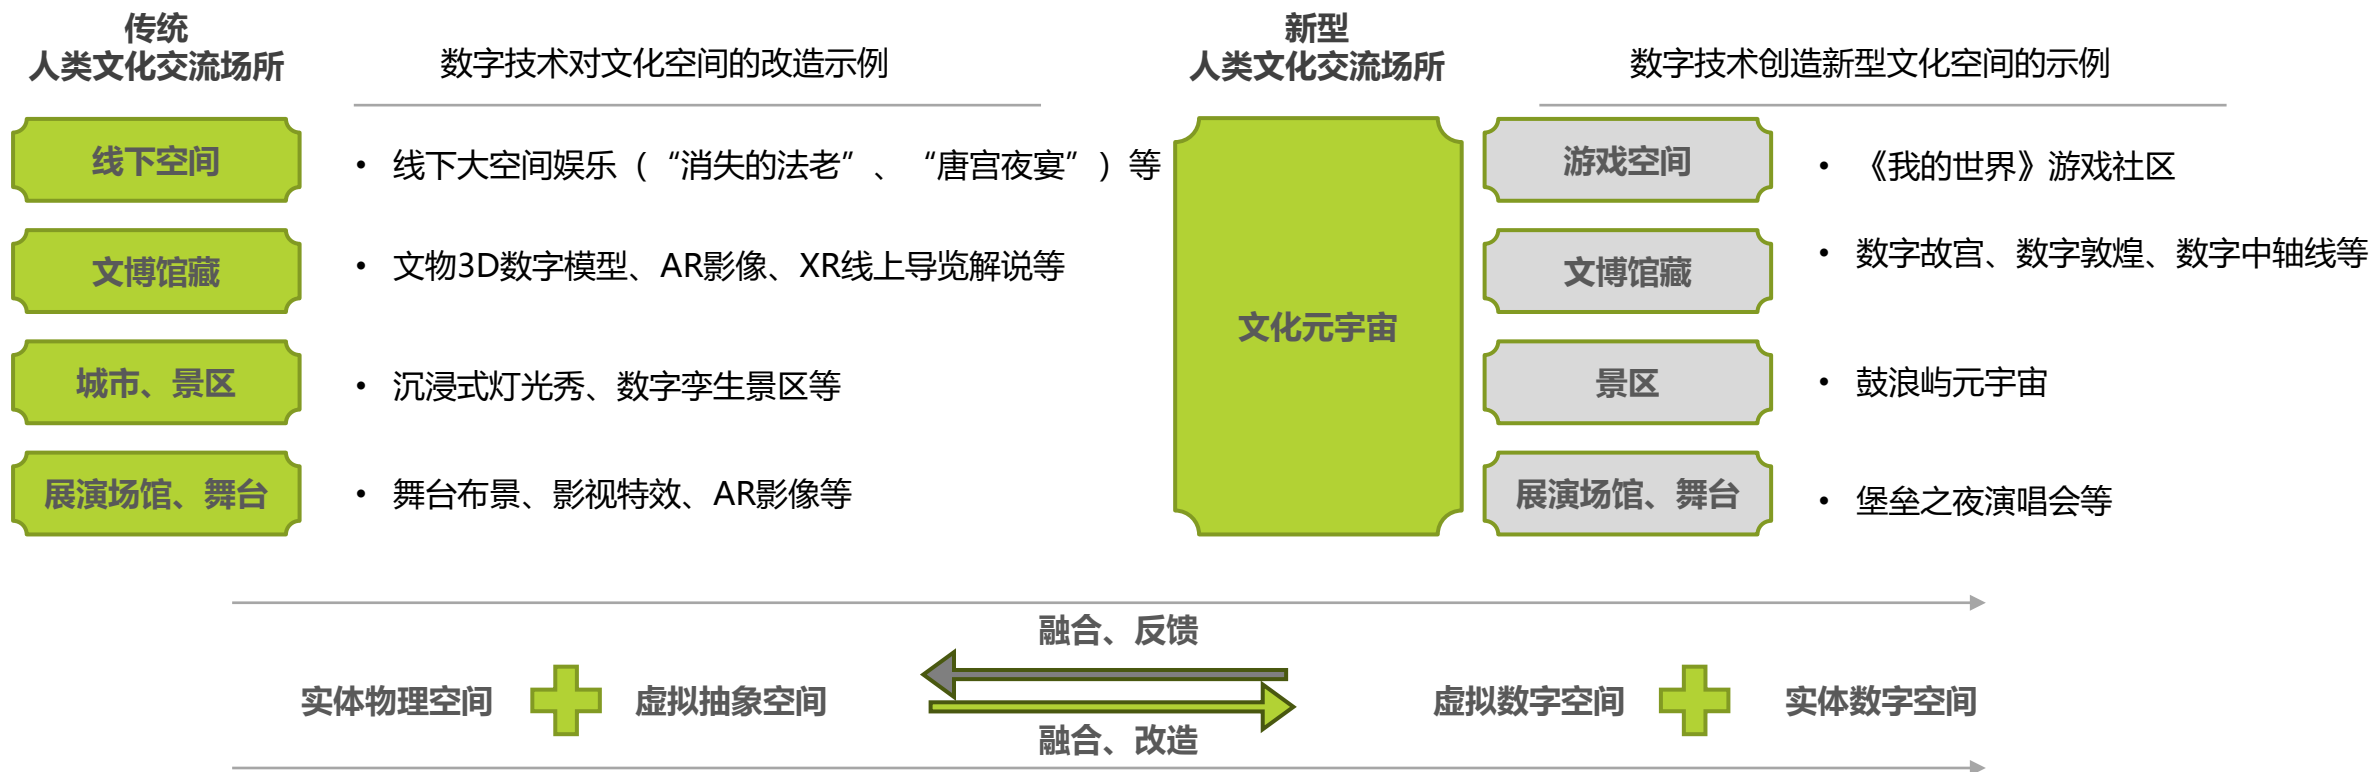 传统
人类文化交流场所
数字技术对文化空间的改造示例
线下空间
• 线下大空间娱乐（“消失的法老”、“唐宫夜宴”）等
文博馆藏
• 文物3D数字模型、AR影像、XR线上导览解说等
城市、景区
• 沉浸式灯光秀、数字孪生景区等
展演场馆、舞台
• 舞台布景、影视特效、AR影像等
新型
人类文化交流场所
数字技术创造新型文化空间的示例
文化元宇宙
游戏空间
• 《我的世界》游戏社区
文博馆藏
• 数字故宫、数字敦煌、数字中轴线等
景区
• 鼓浪屿元宇宙
展演场馆、舞台
• 堡垒之夜演唱会等
融合、反馈
实体物理空间
虚拟抽象空间
虚拟数字空间
实体数字空间
融合、改造